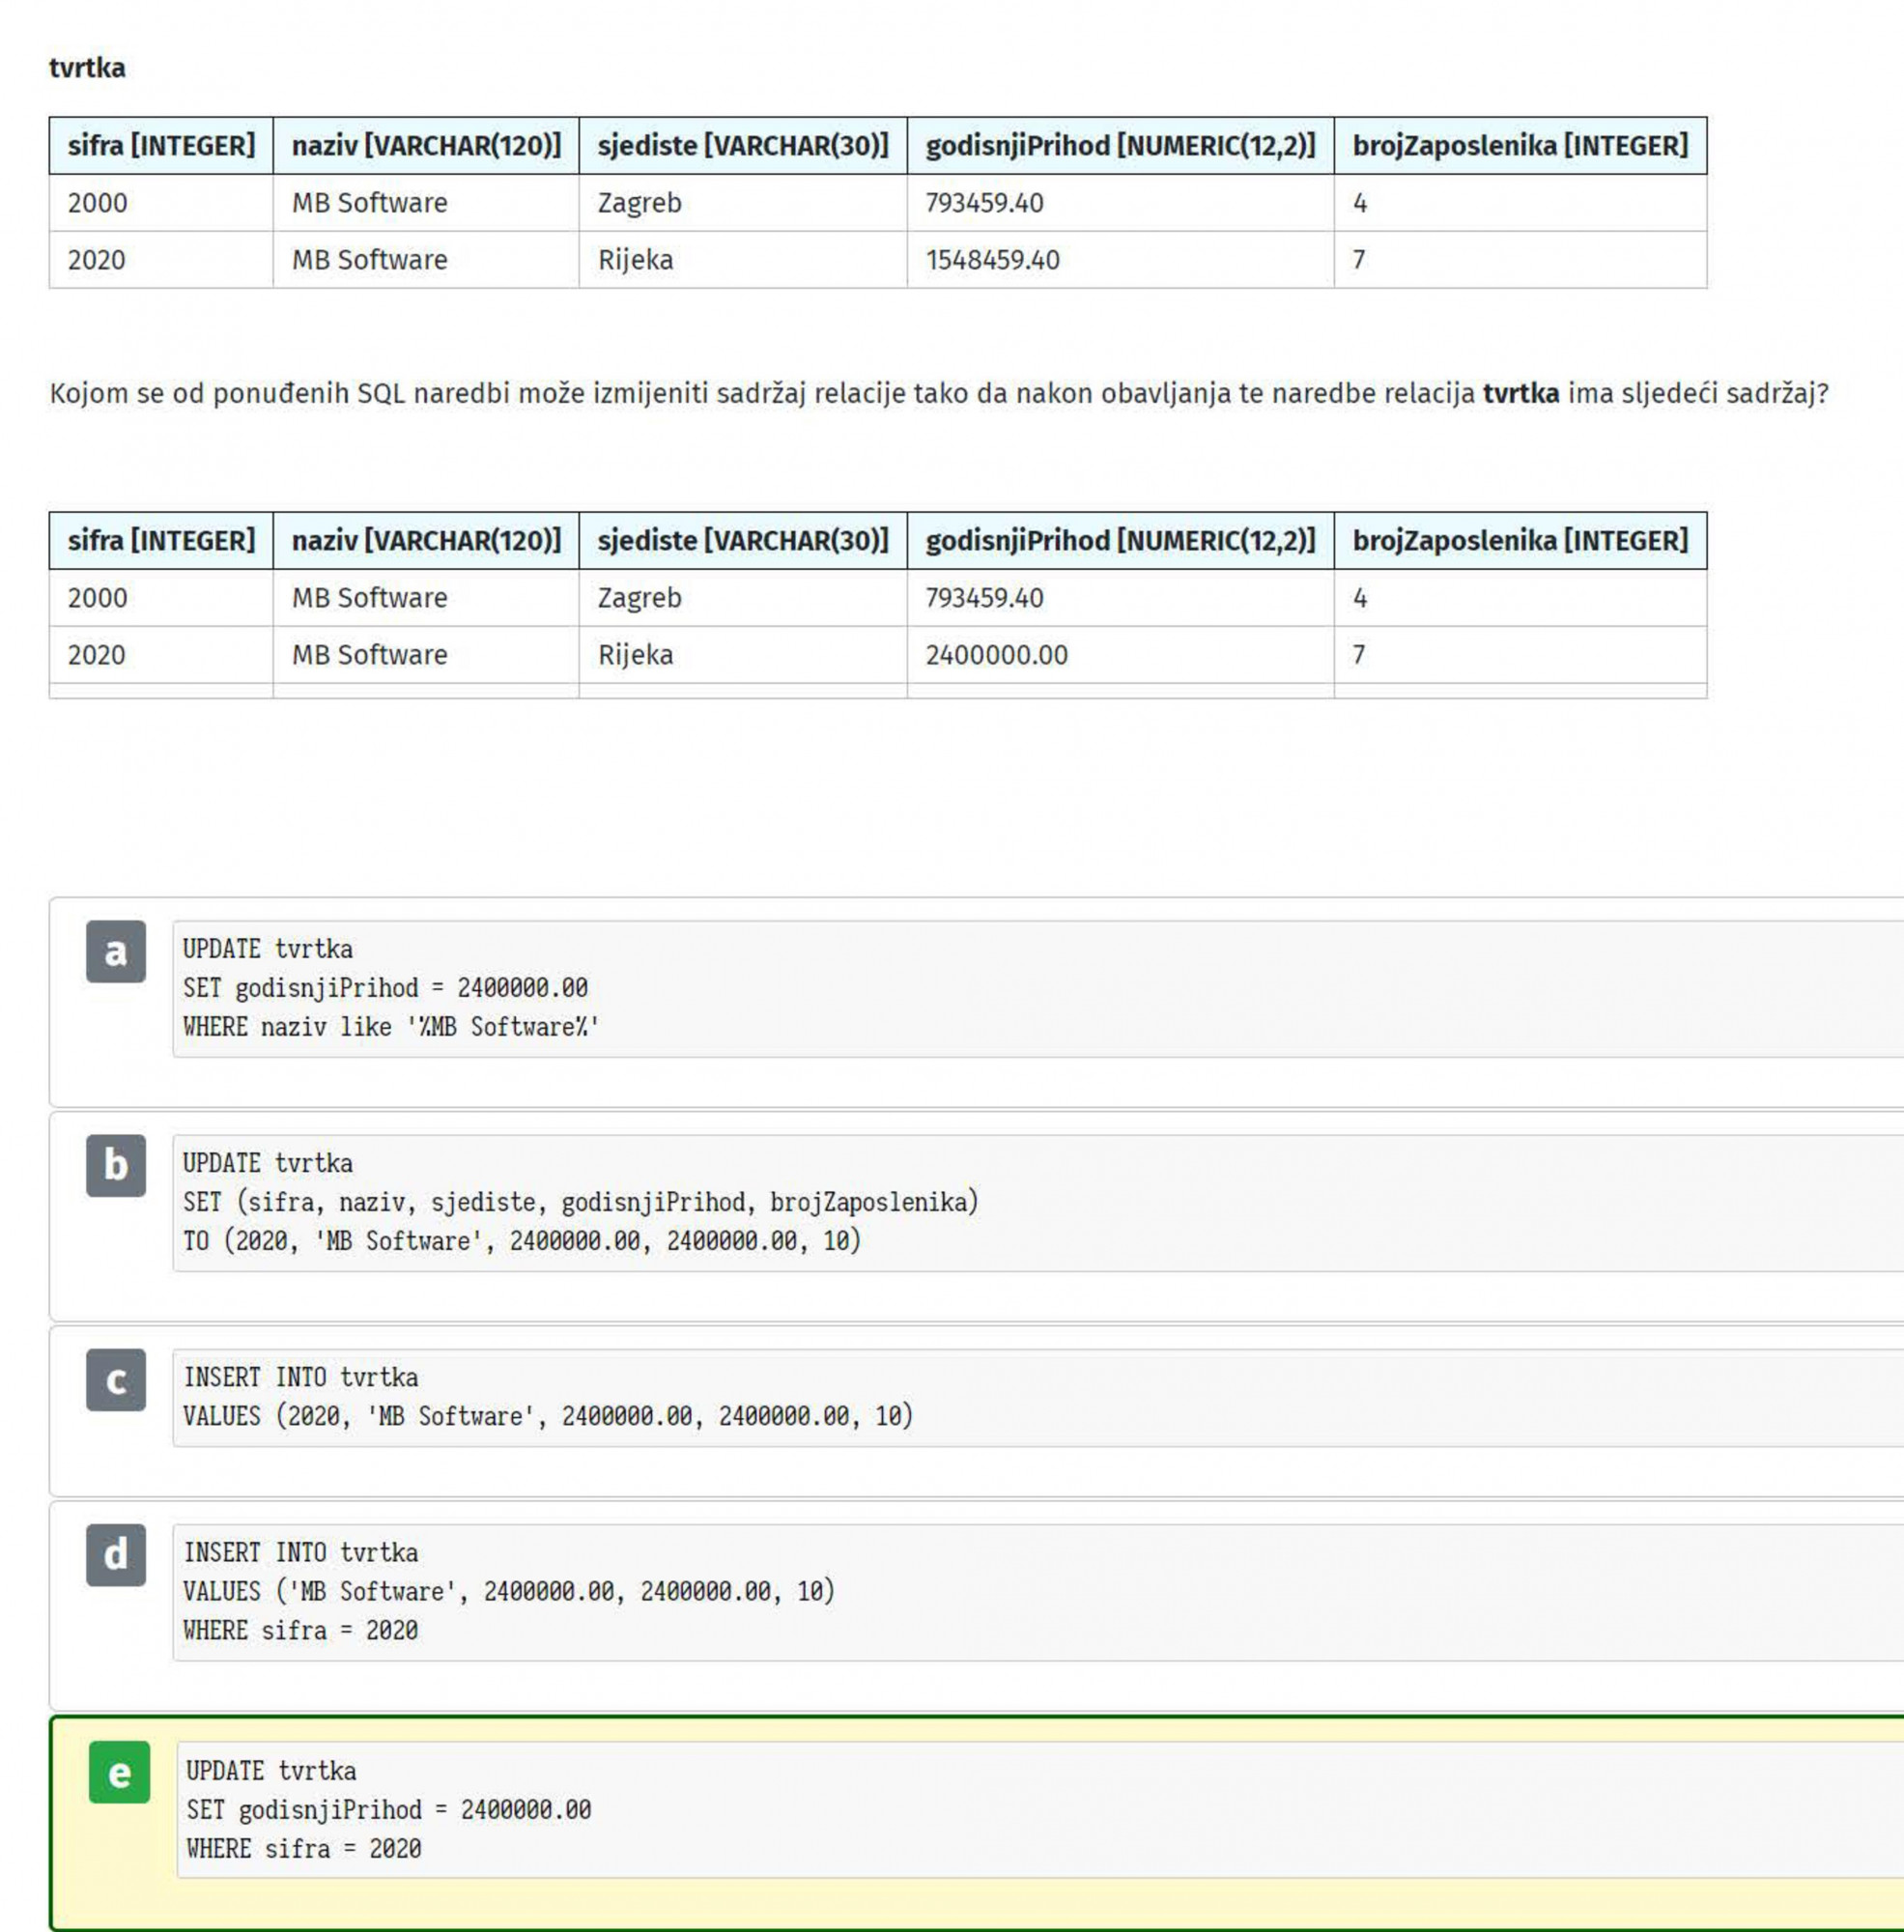 tvrtka
sifra [INTEGER] naziv [VARCHAR(120)] sjediste [VARCHAR(30)] godisnjiPrihod [NUMERIC(12,2)] brojZaposlenika [INTEGER]
2000 MB Software Zagreb 793459.40 4
2020 MB Software Rijeka 1548459.40 7
Kojom se od ponuđenih SQL naredbi može izmijeniti sadržaj relacije tako da nakon obavljanja te naredbe relacija tvrtka ima sljedeći sadržaj?
sifra [INTEGER] naziv [VARCHAR(120)] sjediste [VARCHAR(30)] godisnjiPrihod [NUMERIC(12,2)] brojZaposlenika [INTEGER]
2000 MB Software Zagreb 793459.40 4
2020 MB Software Rijeka 2400000.00 7
a
UPDATE tvrtka
SET godisnjiPrihod = 2400000.00
WHERE naziv like '%MB Software%'
b
UPDATE tvrtka
SET (sifra, naziv, sjediste, godisnjiPrihod, brojZaposlenika)
TO (2020, 'MB Software', 2400000.00, 2400000.00, 10)
c
INSERT INTO tvrtka
VALUES (2020, 'MB Software', 2400000.00, 2400000.00, 10)
d
INSERT INTO tvrtka
VALUES ('MB Software', 2400000.00, 2400000.00, 10)
WHERE sifra = 2020
e
UPDATE tvrtka
SET godisnjiPrihod = 2400000.00
WHERE sifra = 2020